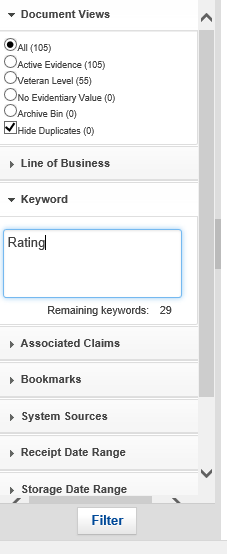 Document Views
All (105)
Active Evidence (105)
Veteran Level (55)
No Evidentiary Value (0)
Archive Bin (0)
Hide Duplicates (0)
Line of Business
Keyword
Rating
Remaining keywords: 29
Associated Claims
Bookmarks
System Sources
Receipt Date Range
Storage Date Range
Filter